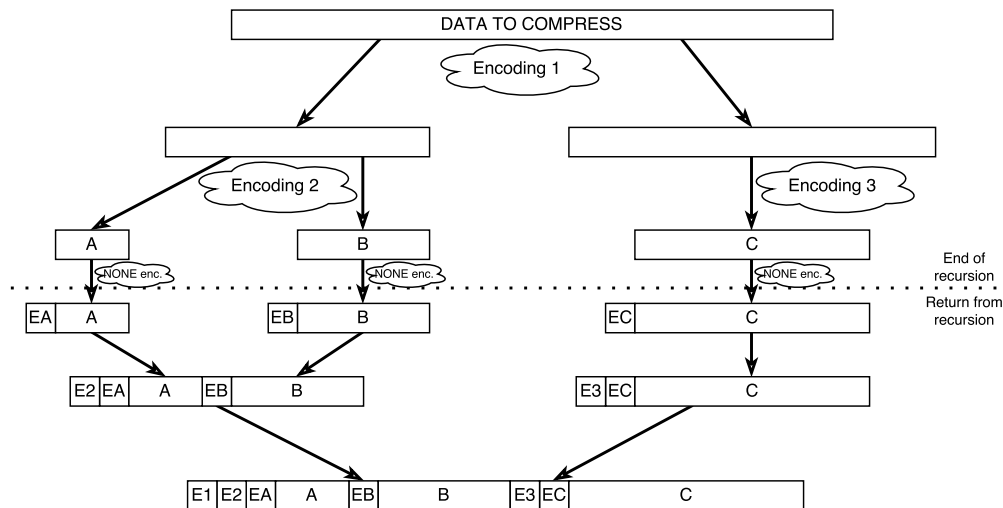 DATA TO COMPRESS
Encoding 1
Encoding 2
Encoding 3
A
B
C
NONE enc.
NONE enc.
NONE enc.
End of
recursion
Return from
recursion
EA A
EB B
EC C
E2 EA A EB B
E3 EC C
E1 E2 EA A EB B E3 EC C